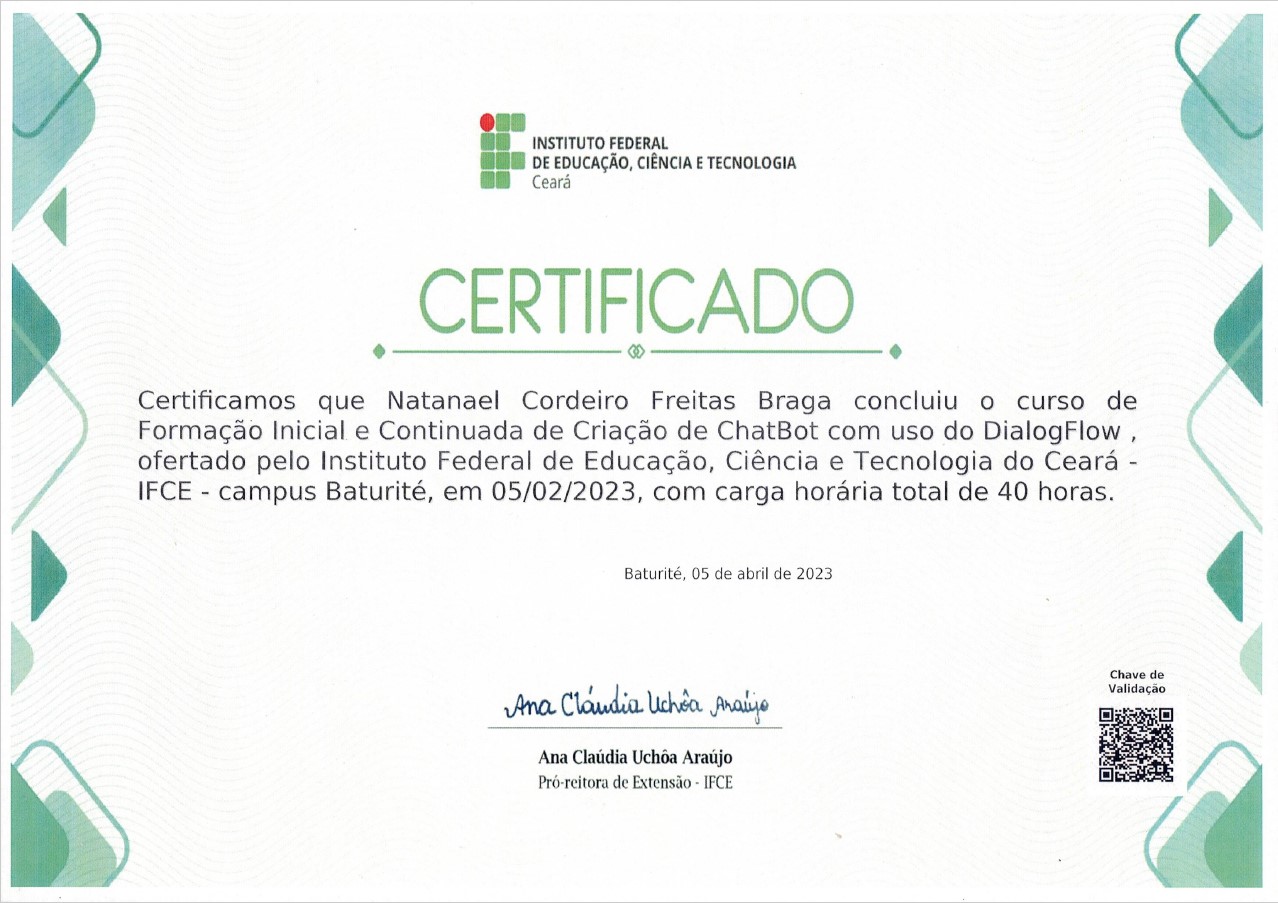 INSTITUTO FEDERAL
DE EDUCAÇÃO, CIÊNCIA E TECNOLOGIA
Ceará
CERTIFICADO
Certificamos que Natanael Cordeiro Freitas Braga concluiu o curso de
Formação Inicial e Continuada de Criação de ChatBot com uso do DialogFlow ,
ofertado pelo Instituto Federal de Educação, Ciência e Tecnologia do Ceará -
IFCE - campus Baturité, em 05/02/2023, com carga horária total de 40 horas.
Baturité, 05 de abril de 2023
Ana Cláudia Uchôa Araújo
Ana Claúdia Uchôa Araújo
Pró-reitora de Extensão - IFCE
Chave de
Validação